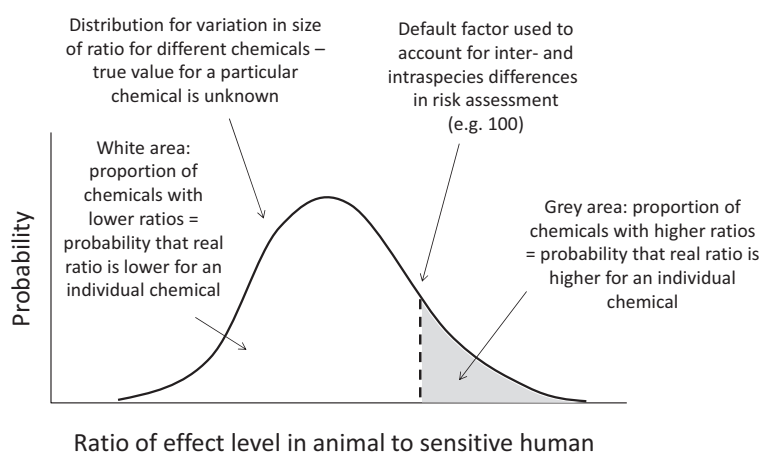 Distribution for variation in size
of ratio for different chemicals –
true value for a particular
chemical is unknown
Default factor used to
account for inter- and
intraspecies differences
in risk assessment
(e.g. 100)
White area:
proportion of
chemicals with
lower ratios =
probability that real
ratio is lower for an
individual chemical
Grey area: proportion of
chemicals with higher ratios
= probability that real ratio is
higher for an individual
chemical
Probability
Ratio of effect level in animal to sensitive human